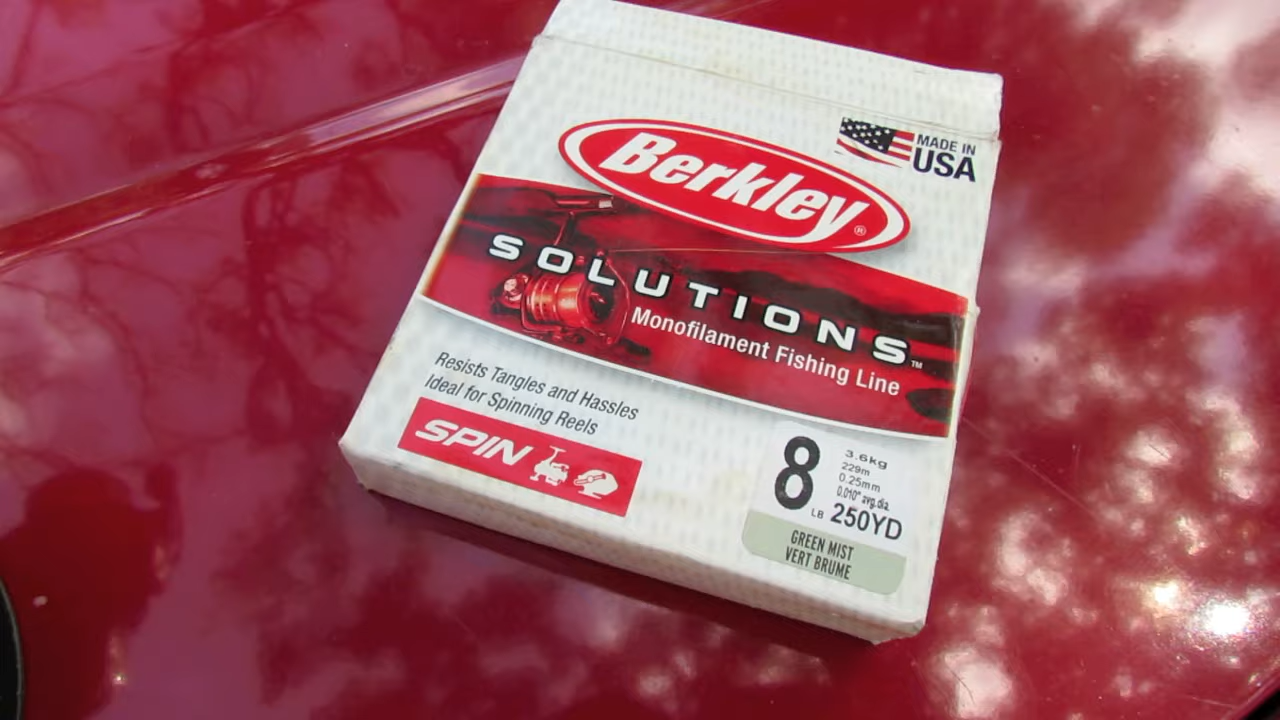 Berkley®
MADE IN
USA
SOLUTIONS™
Monofilament Fishing Line
Resists Tangles and Hassles
Ideal for Spinning Reels
SPIN
8
LB
3.6kg
229m
0.25mm
0.010" avg.dia.
250YD
GREEN MIST
VERT BRUME